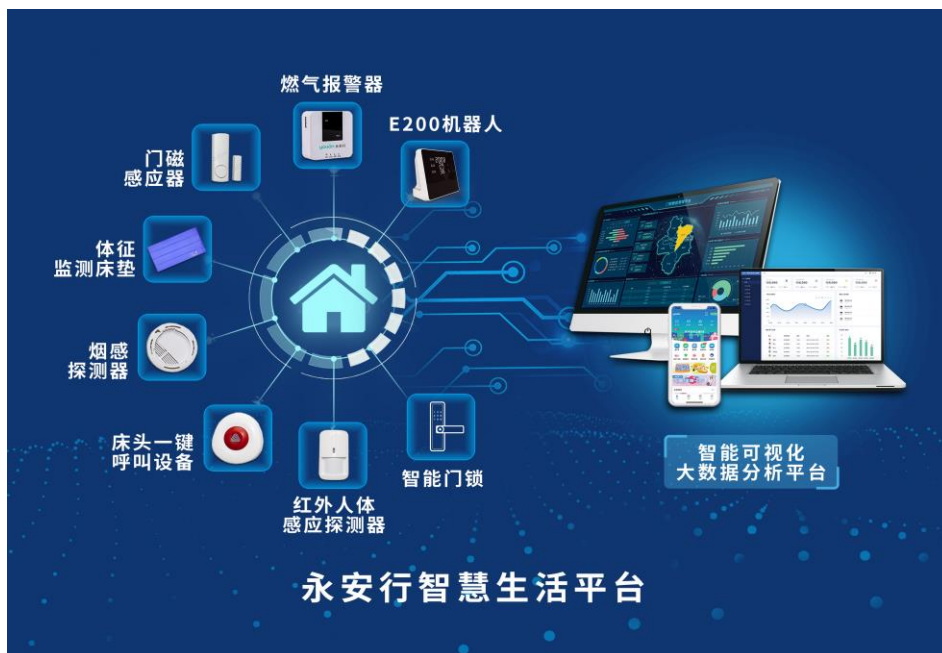 燃气报警器
E200机器人
门磁
感应器
体征
监测床垫
烟感
探测器
床头一键
呼叫设备
红外人体
感应探测器
智能门锁
智能可视化
大数据分析平台
永安行智慧生活平台